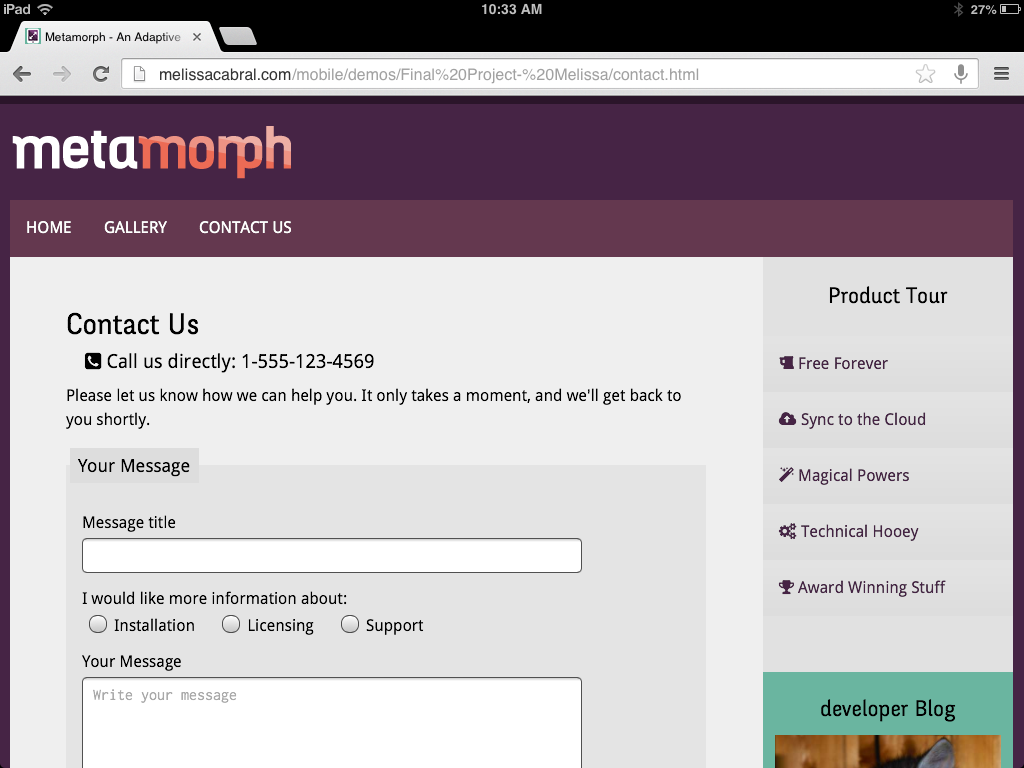 iPad 10:33 AM 27%
Metamorph - An Adaptive
melissacabral.com/mobile/demos/Final%20Project-%20Melissa/contact.html
metamorph
HOME GALLERY CONTACT US
Contact Us
Call us directly: 1-555-123-4569
Please let us know how we can help you. It only takes a moment, and we'll get back to
you shortly.
Your Message
Message title
I would like more information about:
Installation Licensing Support
Your Message
Write your message
Product Tour
Free Forever
Sync to the Cloud
Magical Powers
Technical Hooey
Award Winning Stuff
developer Blog